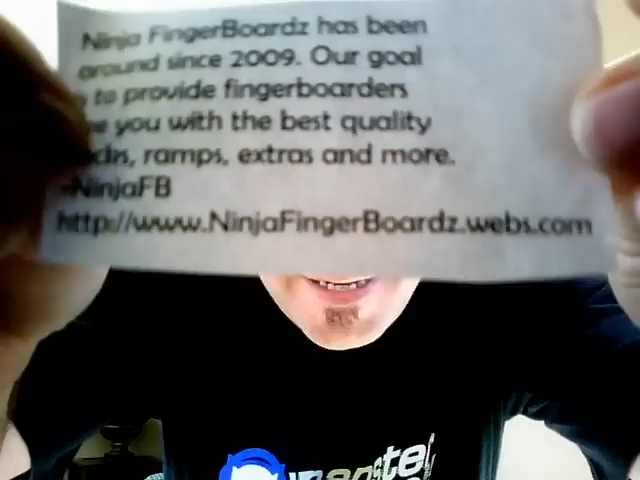 Ninja FingerBoardz has been
around since 2009. Our goal
to provide fingerboarders
you with the best quality
ramps, extras and more.
-NinjaFB
http://www.NinjaFingerBoardz.webs.com